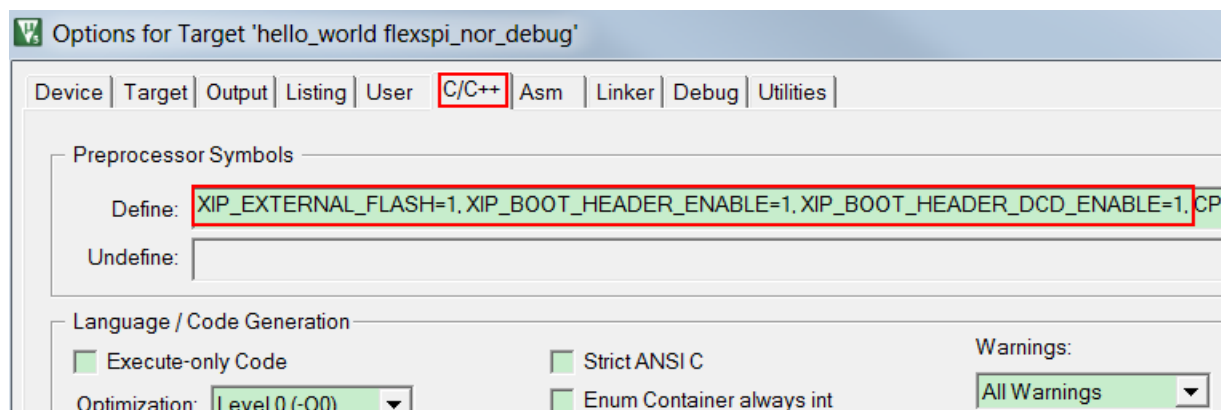 Options for Target 'hello_world flexspi_nor_debug'
Device Target Output Listing User C/C++ Asm Linker Debug Utilities
Preprocessor Symbols
Define: XIP_EXTERNAL_FLASH=1, XIP_BOOT_HEADER_ENABLE=1, XIP_BOOT_HEADER_DCD_ENABLE=1, CP
Undefine:
Language / Code Generation
Execute-only Code
Strict ANSI C
Warnings:
Optimization: Level 0 (-O0)
Enum Container always int
All Warnings